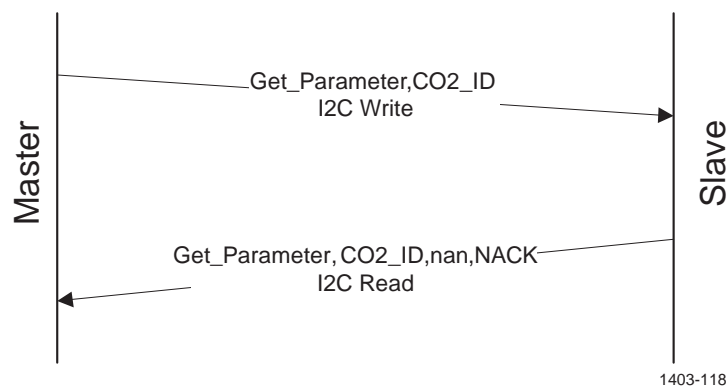 Get_Parameter,CO2_ID
I2C Write
Master
Slave
Get_Parameter, CO2_ID,nan,NACK
I2C Read
1403-118